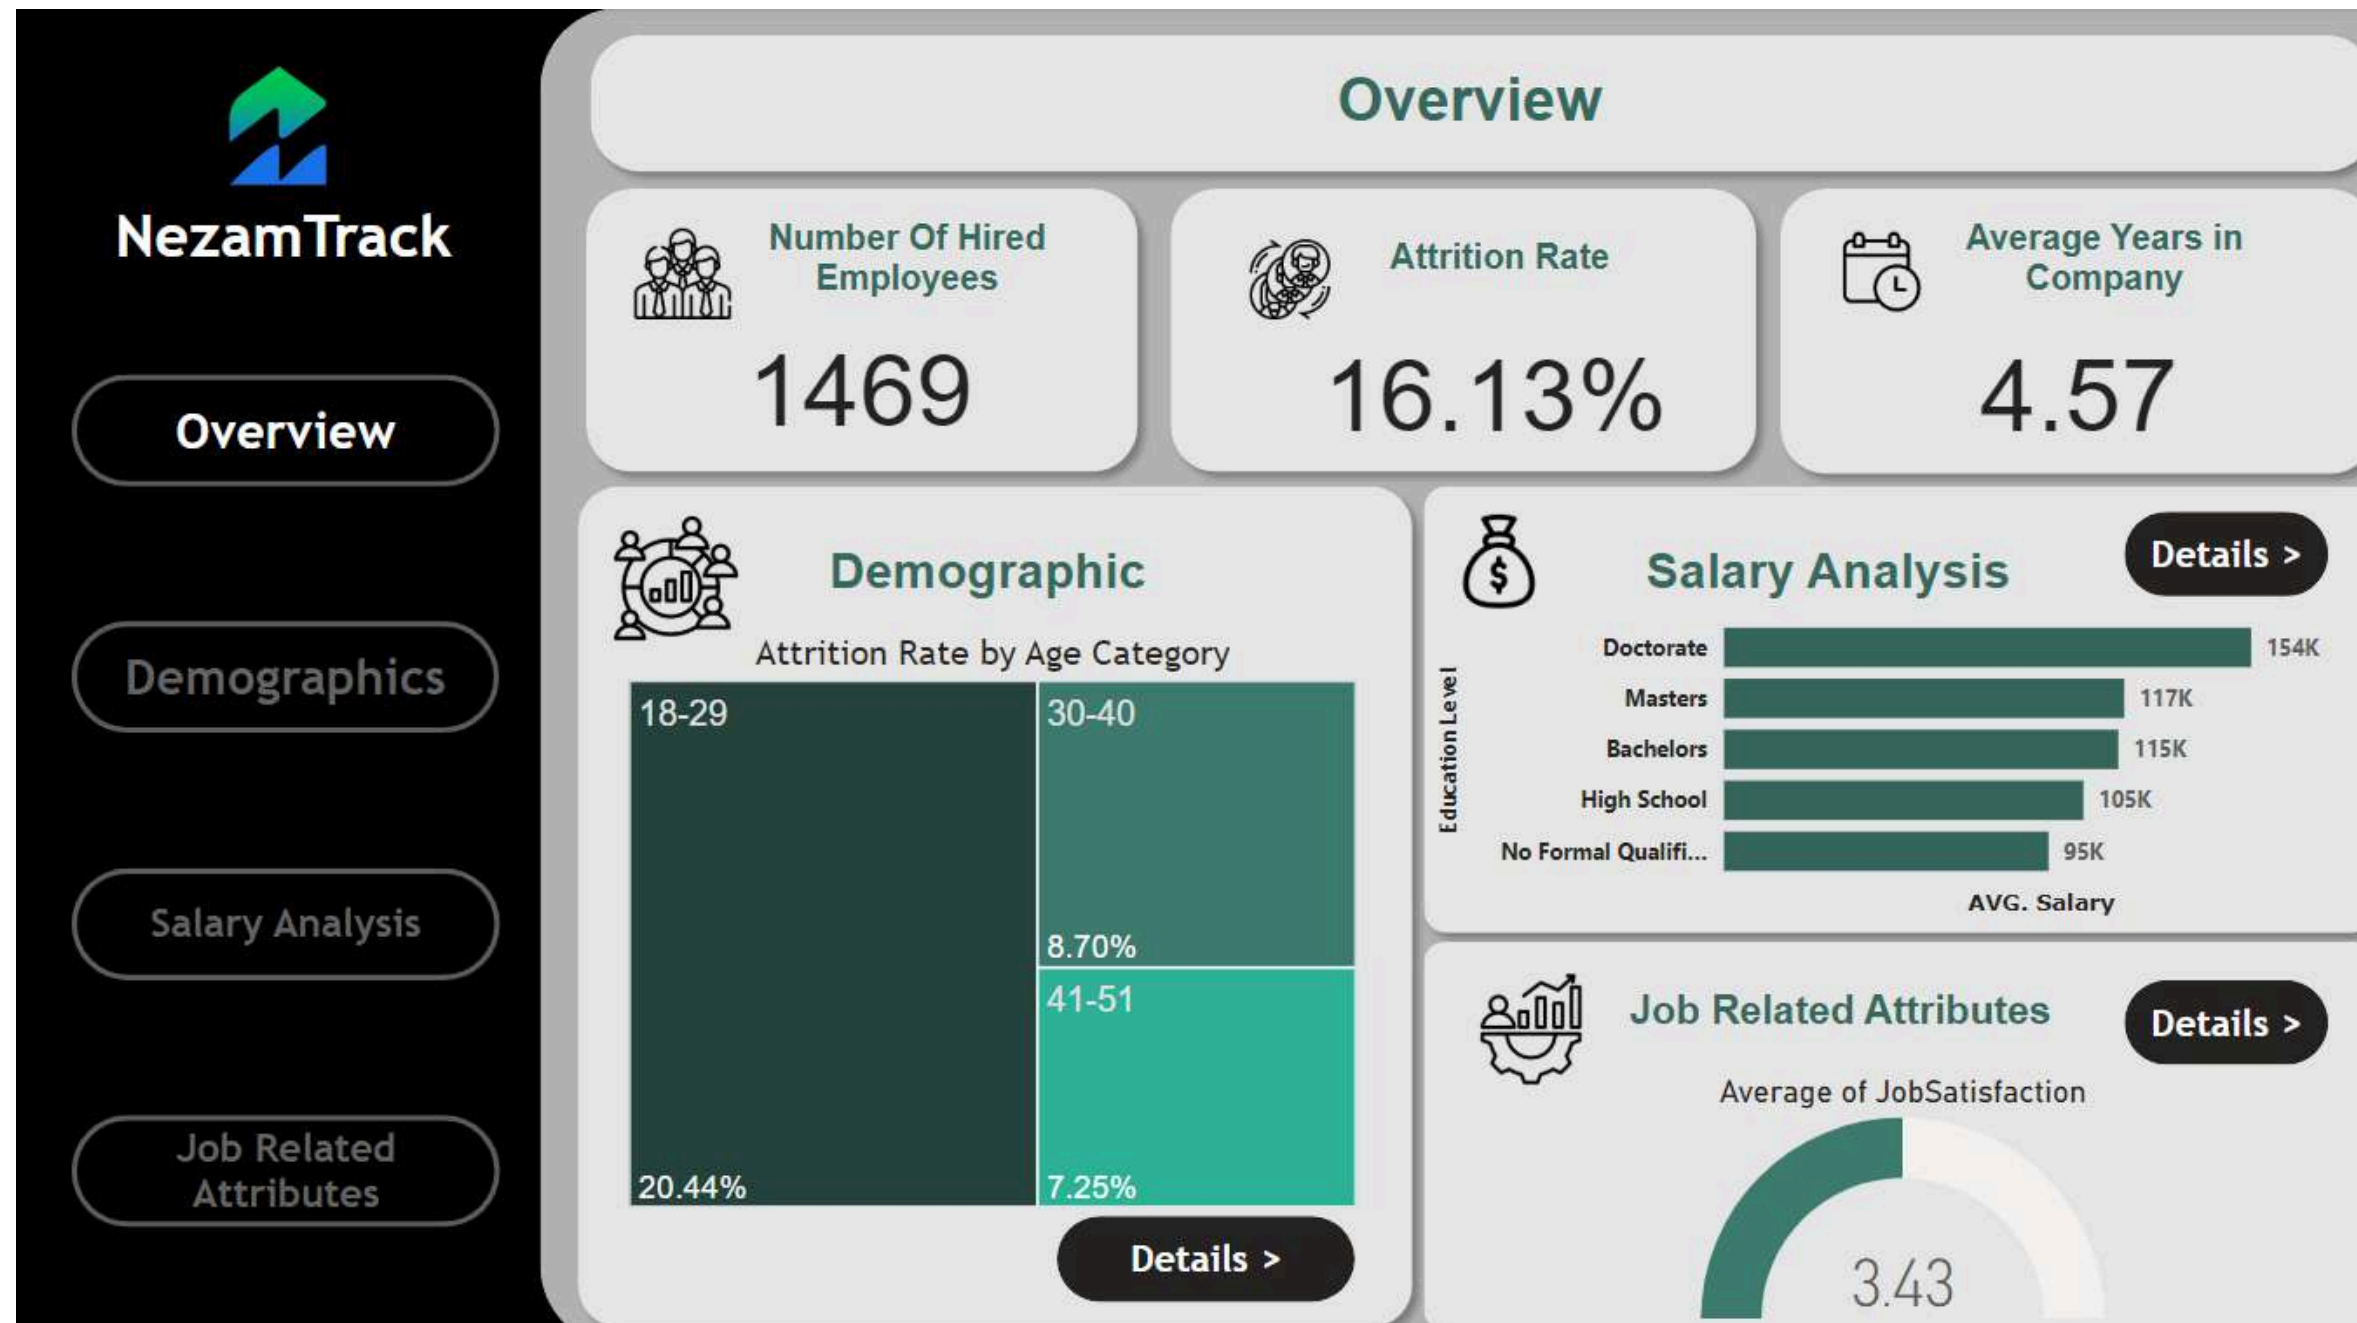 NezamTrack
Overview
Demographics
Salary Analysis
Job Related
Attributes
Overview
Number Of Hired
Employees
1469
Attrition Rate
16.13%
Average Years in
Company
4.57
Demographic
Attrition Rate by Age Category
18-29
20.44%
30-40
8.70%
41-51
7.25%
Details >
Salary Analysis
Details >
Education Level
Doctorate 154K
Masters 117K
Bachelors 115K
High School 105K
No Formal Qualifi... 95K
AVG. Salary
Job Related Attributes
Details >
Average of JobSatisfaction
3.43